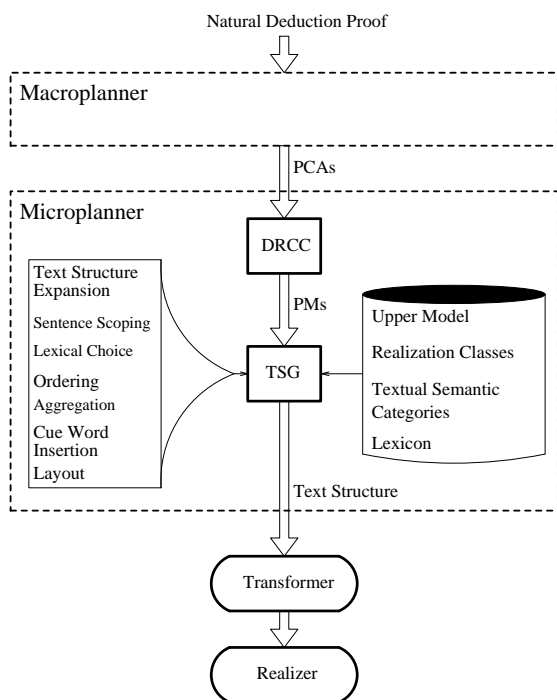 Natural Deduction Proof
Macroplanner
PCAs
Microplanner
DRCC
Text Structure
Expansion
Sentence Scoping
Lexical Choice
Ordering
Aggregation
Cue Word
Insertion
Layout
PMs
TSG
Upper Model
Realization Classes
Textual Semantic
Categories
Lexicon
Text Structure
Transformer
Realizer